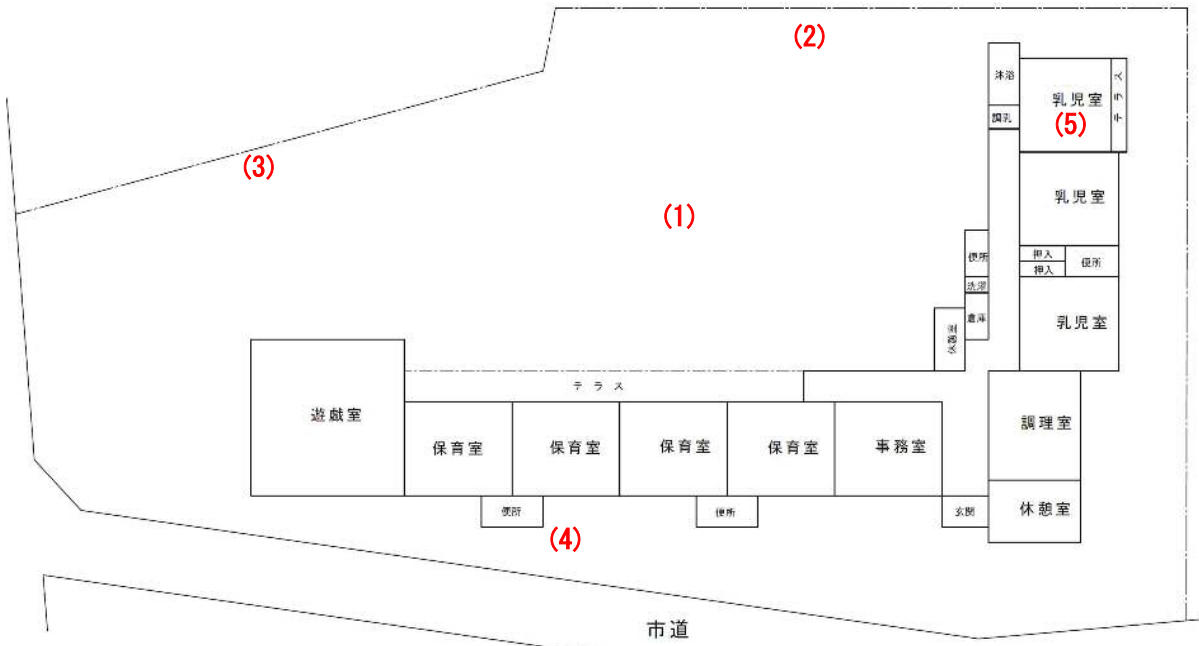 (2)
沐浴
乳児室
テラス
(5)
調乳
(3)
(1)
乳児室
便所
押入
便所
押入
洗濯
倉庫
乳児室
休憩室
テラス
遊戯室
調理室
保育室
保育室
保育室
保育室
事務室
便所
便所
玄関
休憩室
(4)
市道